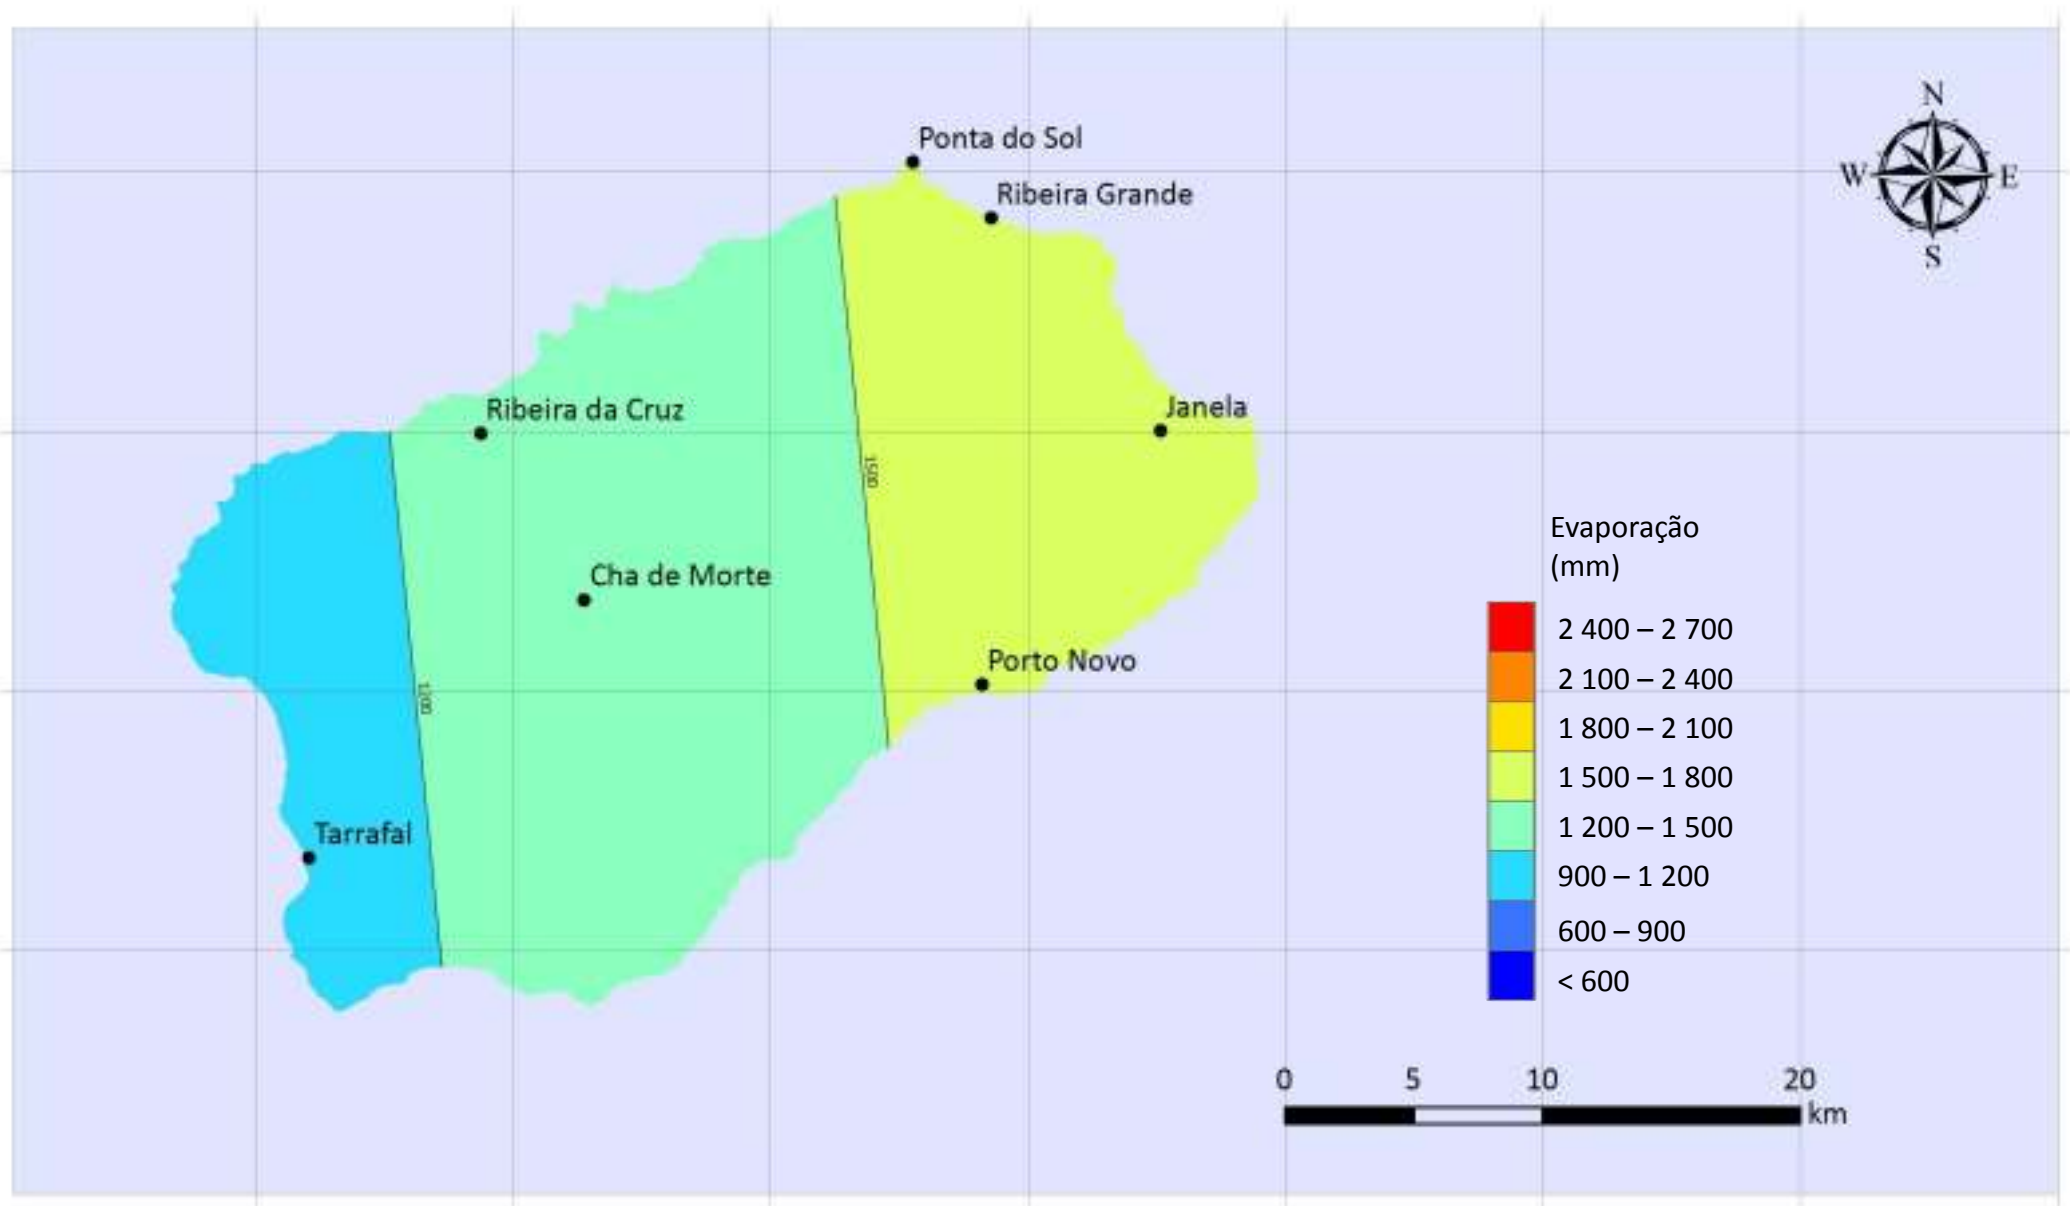 N
Ponta do Sol
W
E
Ribeira Grande
S
Ribeira da Cruz
Janela
1500
Cha de Morte
Porto Novo
1200
Tarrafal
Evaporação
(mm)
2 400 – 2 700
2 100 – 2 400
1 800 – 2 100
1 500 – 1 800
1 200 – 1 500
900 – 1 200
600 – 900
< 600
0 5 10 20
km